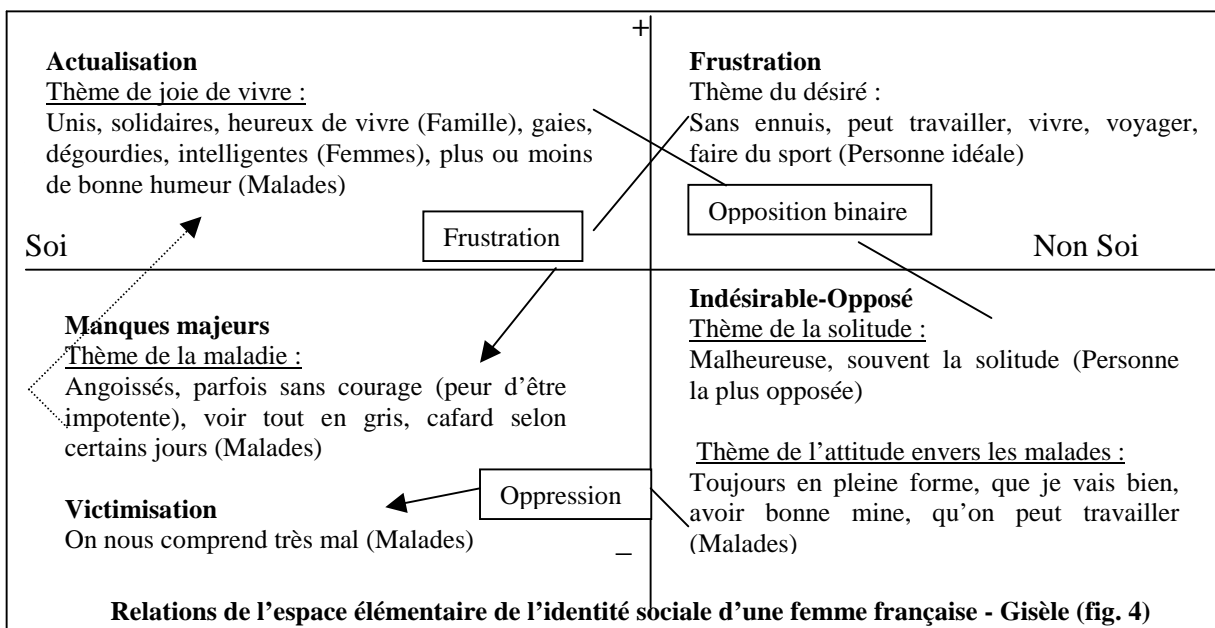 +
Actualisation
Thème de joie de vivre :
Unis, solidaires, heureux de vivre (Famille), gaies,
dégourdies, intelligentes (Femmes), plus ou moins
de bonne humeur (Malades)
Frustration
Thème du désiré :
Sans ennuis, peut travailler, vivre, voyager,
faire du sport (Personne idéale)
Opposition binaire
Frustration
Soi
Non Soi
Manques majeurs
Thème de la maladie :
Angoissés, parfois sans courage (peur d’être
impotente), voir tout en gris, cafard selon
certains jours (Malades)
Indésirable-Opposé
Thème de la solitude :
Malheureuse, souvent la solitude (Personne
la plus opposée)
Thème de l’attitude envers les malades :
Toujours en pleine forme, que je vais bien,
avoir bonne mine, qu’on peut travailler
(Malades)
Oppression
Victimisation
On nous comprend très mal (Malades)
–
Relations de l’espace élémentaire de l’identité sociale d’une femme française - Gisèle (fig. 4)